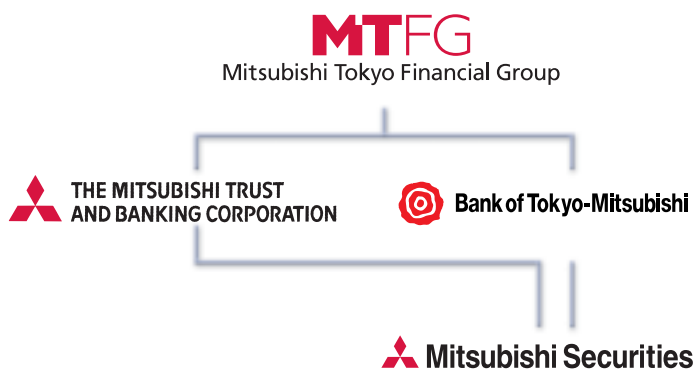 MTFG
Mitsubishi Tokyo Financial Group
THE MITSUBISHI TRUST
AND BANKING CORPORATION
Bank of Tokyo-Mitsubishi
Mitsubishi Securities